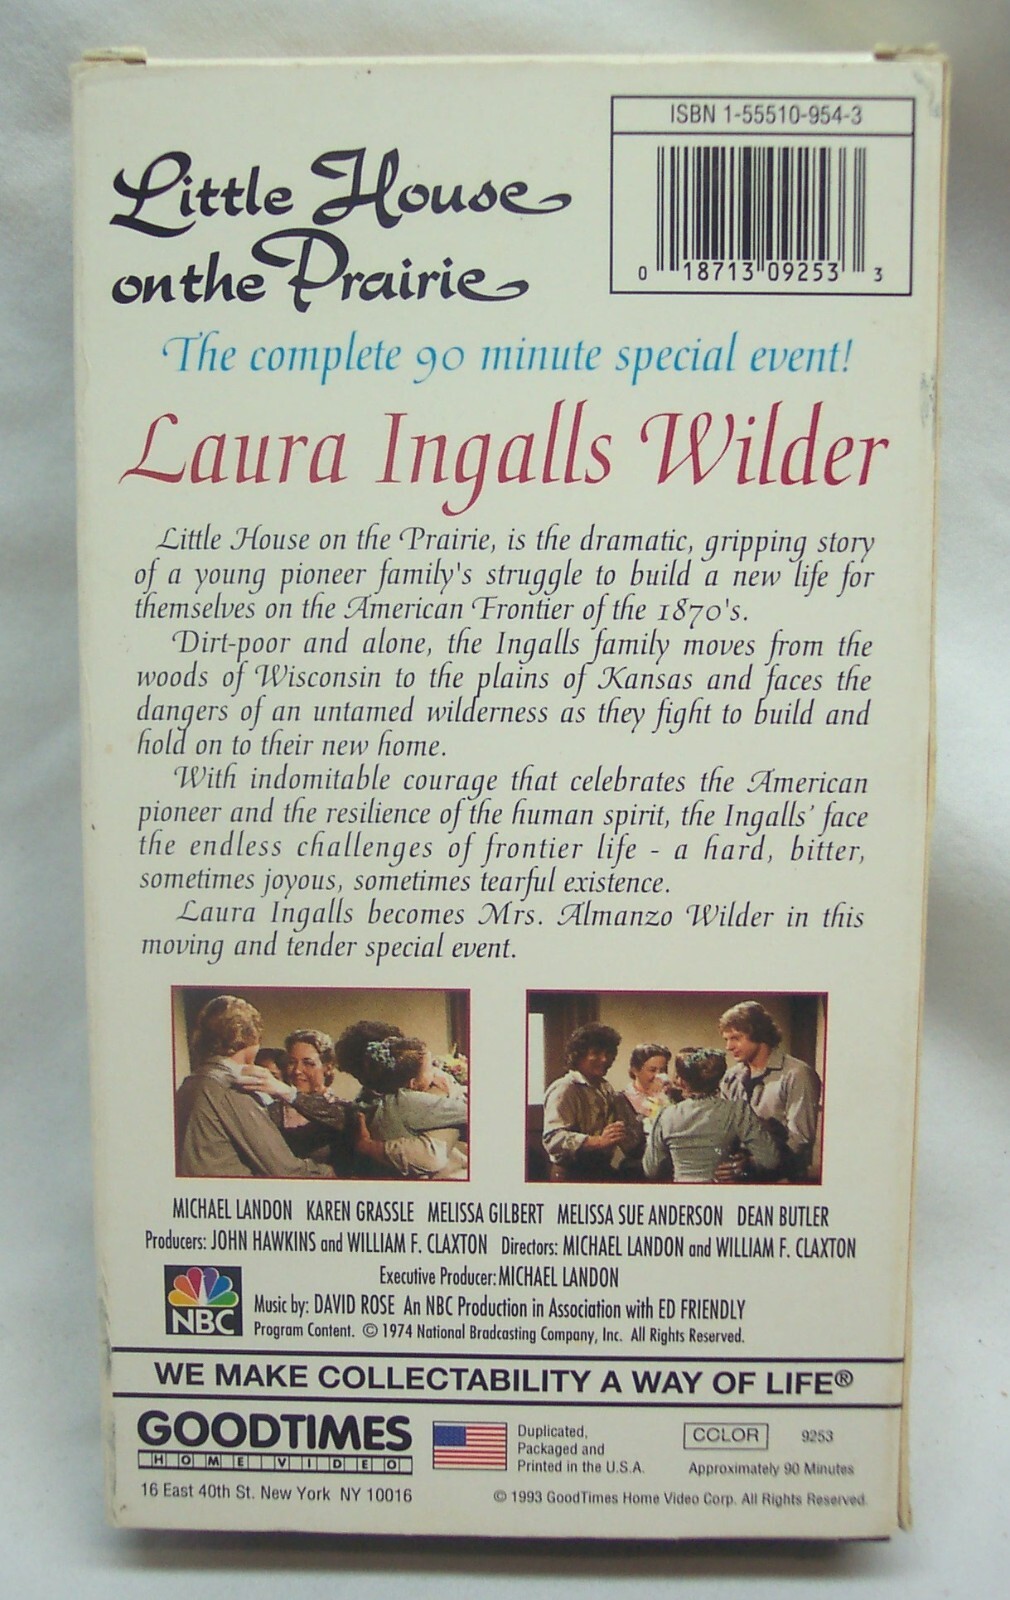 ISBN 1-55510-954-3
0 18713 09253 3
Little House
on the Prairie
The complete 90 minute special event!
Laura Ingalls Wilder
Little House on the Prairie, is the dramatic, gripping story
of a young pioneer family's struggle to build a new life for
themselves on the American Frontier of the 1870's.
Dirt-poor and alone, the Ingalls family moves from the
woods of Wisconsin to the plains of Kansas and faces the
dangers of an untamed wilderness as they fight to build and
hold on to their new home.
With indomitable courage that celebrates the American
pioneer and the resilience of the human spirit, the Ingalls' face
the endless challenges of frontier life - a hard, bitter,
sometimes joyous, sometimes tearful existence.
Laura Ingalls becomes Mrs. Almanzo Wilder in this
moving and tender special event.
MICHAEL LANDON KAREN GRASSLE MELISSA GILBERT MELISSA SUE ANDERSON DEAN BUTLER
Producers: JOHN HAWKINS and WILLIAM F. CLAXTON Directors: MICHAEL LANDON and WILLIAM F. CLAXTON
Executive Producer: MICHAEL LANDON
NBC
Music by: DAVID ROSE An NBC Production in Association with ED FRIENDLY
Program Content. © 1974 National Bradcasting Company, Inc. All Rights Reserved.
WE MAKE COLLECTABILITY A WAY OF LIFE®
GOODTIMES
HOME VIDEO
16 East 40th St. New York NY 10016
Duplicated,
Packaged and
Printed in the U.S.A.
COLOR 9253
Approximately 90 Minutes
© 1993 GoodTimes Home Video Corp. All Rights Reserved.